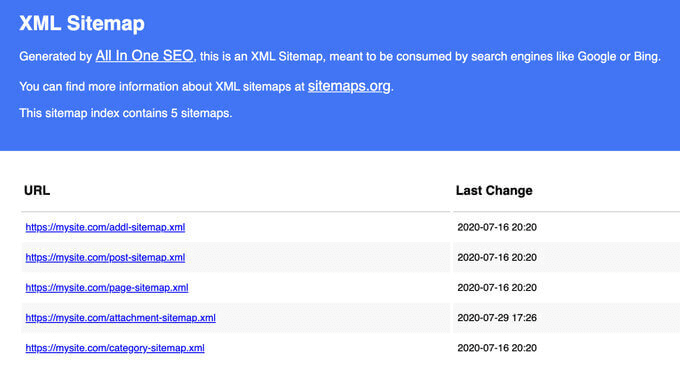 XML Sitemap
Generated by All In One SEO, this is an XML Sitemap, meant to be consumed by search engines like Google or Bing.
You can find more information about XML sitemaps at sitemaps.org.
This sitemap index contains 5 sitemaps.
URL Last Change
https://mysite.com/addl-sitemap.xml 2020-07-16 20:20
https://mysite.com/post-sitemap.xml 2020-07-16 20:20
https://mysite.com/page-sitemap.xml 2020-07-16 20:20
https://mysite.com/attachment-sitemap.xml 2020-07-29 17:26
https://mysite.com/category-sitemap.xml 2020-07-16 20:20